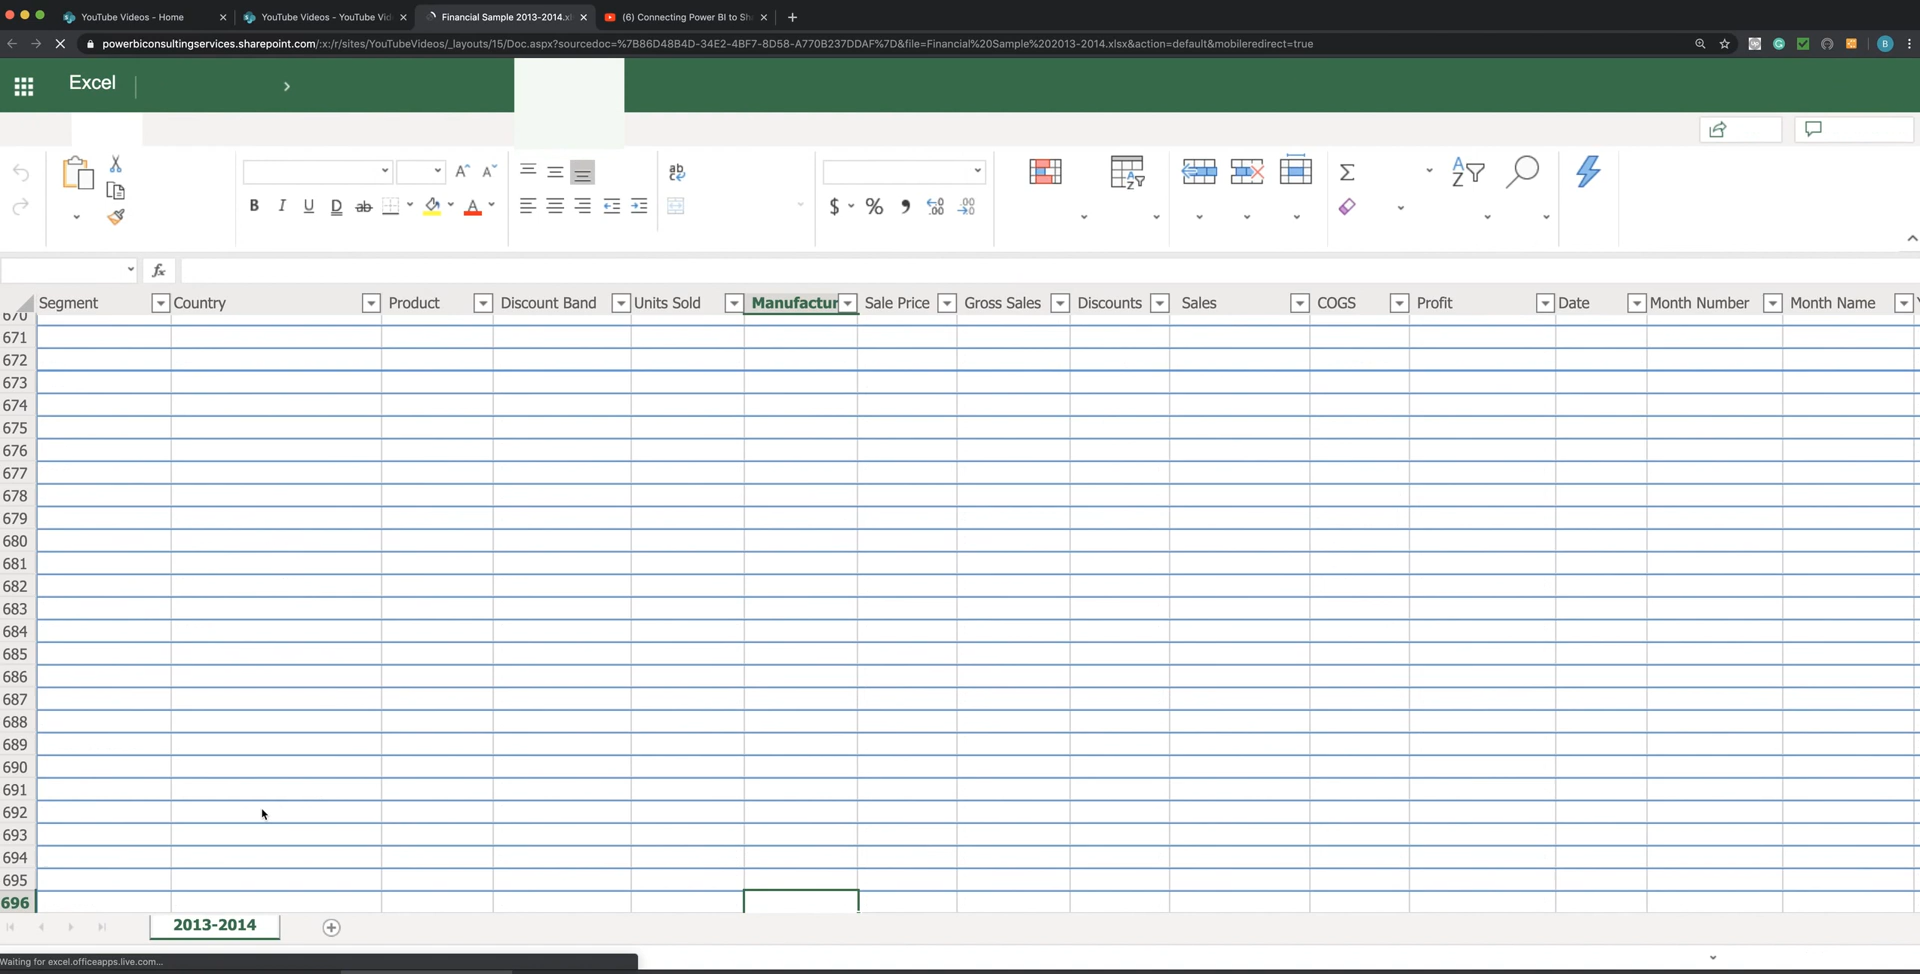 YouTube Videos - Home
YouTube Videos - YouTube Vid
Financial Sample 2013-2014.x
(6) Connecting Power BI to Sh
powerbiconsultingservices.sharepoint.com/:x:/r/sites/YouTubeVideos/_layouts/15/Doc.aspx?sourcedoc=%7B86D48B4D-34E2-4BF7-8D58-A770B237DDAF%7D&file=Financial%20Sample%202013-2014.xlsx&action=default&mobileredirect=true
B
Excel
B I U D ab
A
$ % 
fx
Segment Country Product Discount Band Units Sold Manufactur Sale Price Gross Sales Discounts Sales COGS Profit Date Month Number Month Name
670
671
672
673
674
675
676
677
678
679
680
681
682
683
684
685
686
687
688
689
690
691
692
693
694
695
696
2013-2014
Waiting for excel.officeapps.live.com...